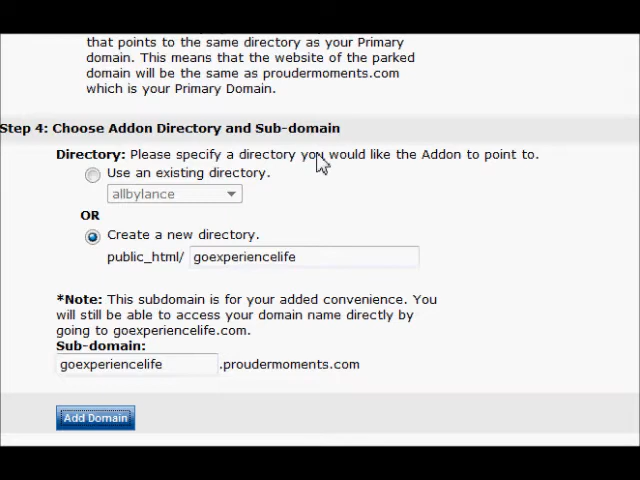 that points to the same directory as your Primary
domain. This means that the website of the parked
domain will be the same as proudermoments.com
which is your Primary Domain.
Step 4: Choose Addon Directory and Sub-domain
Directory: Please specify a directory you would like the Addon to point to.
Use an existing directory.
allbylance
OR
Create a new directory.
public_html/ goexperiencelife
*Note: This subdomain is for your added convenience. You
will still be able to access your domain name directly by
going to goexperiencelife.com.
Sub-domain:
goexperiencelife .proudermoments.com
Add Domain